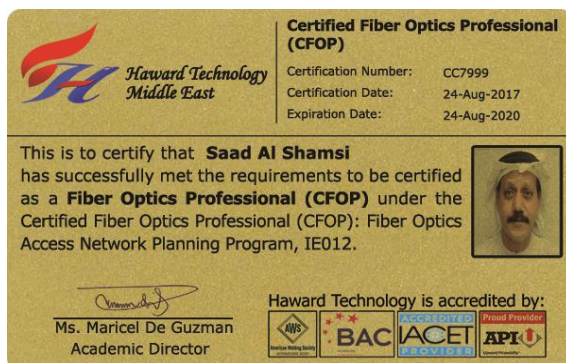 Haward Technology
Middle East
Certified Fiber Optics Professional
(CFOP)
Certification Number: CC7999
Certification Date: 24-Aug-2017
Expiration Date: 24-Aug-2020
This is to certify that Saad Al Shamsi
has successfully met the requirements to be certified
as a Fiber Optics Professional (CFOP) under the
Certified Fiber Optics Professional (CFOP): Fiber Optics
Access Network Planning Program, IE012.
Ms. Maricel De Guzman
Academic Director
Haward Technology is accredited by:
AWS
American Welding Society
BAC
ACCREDITED
IACET
PROVIDER
Proud Provider
API U